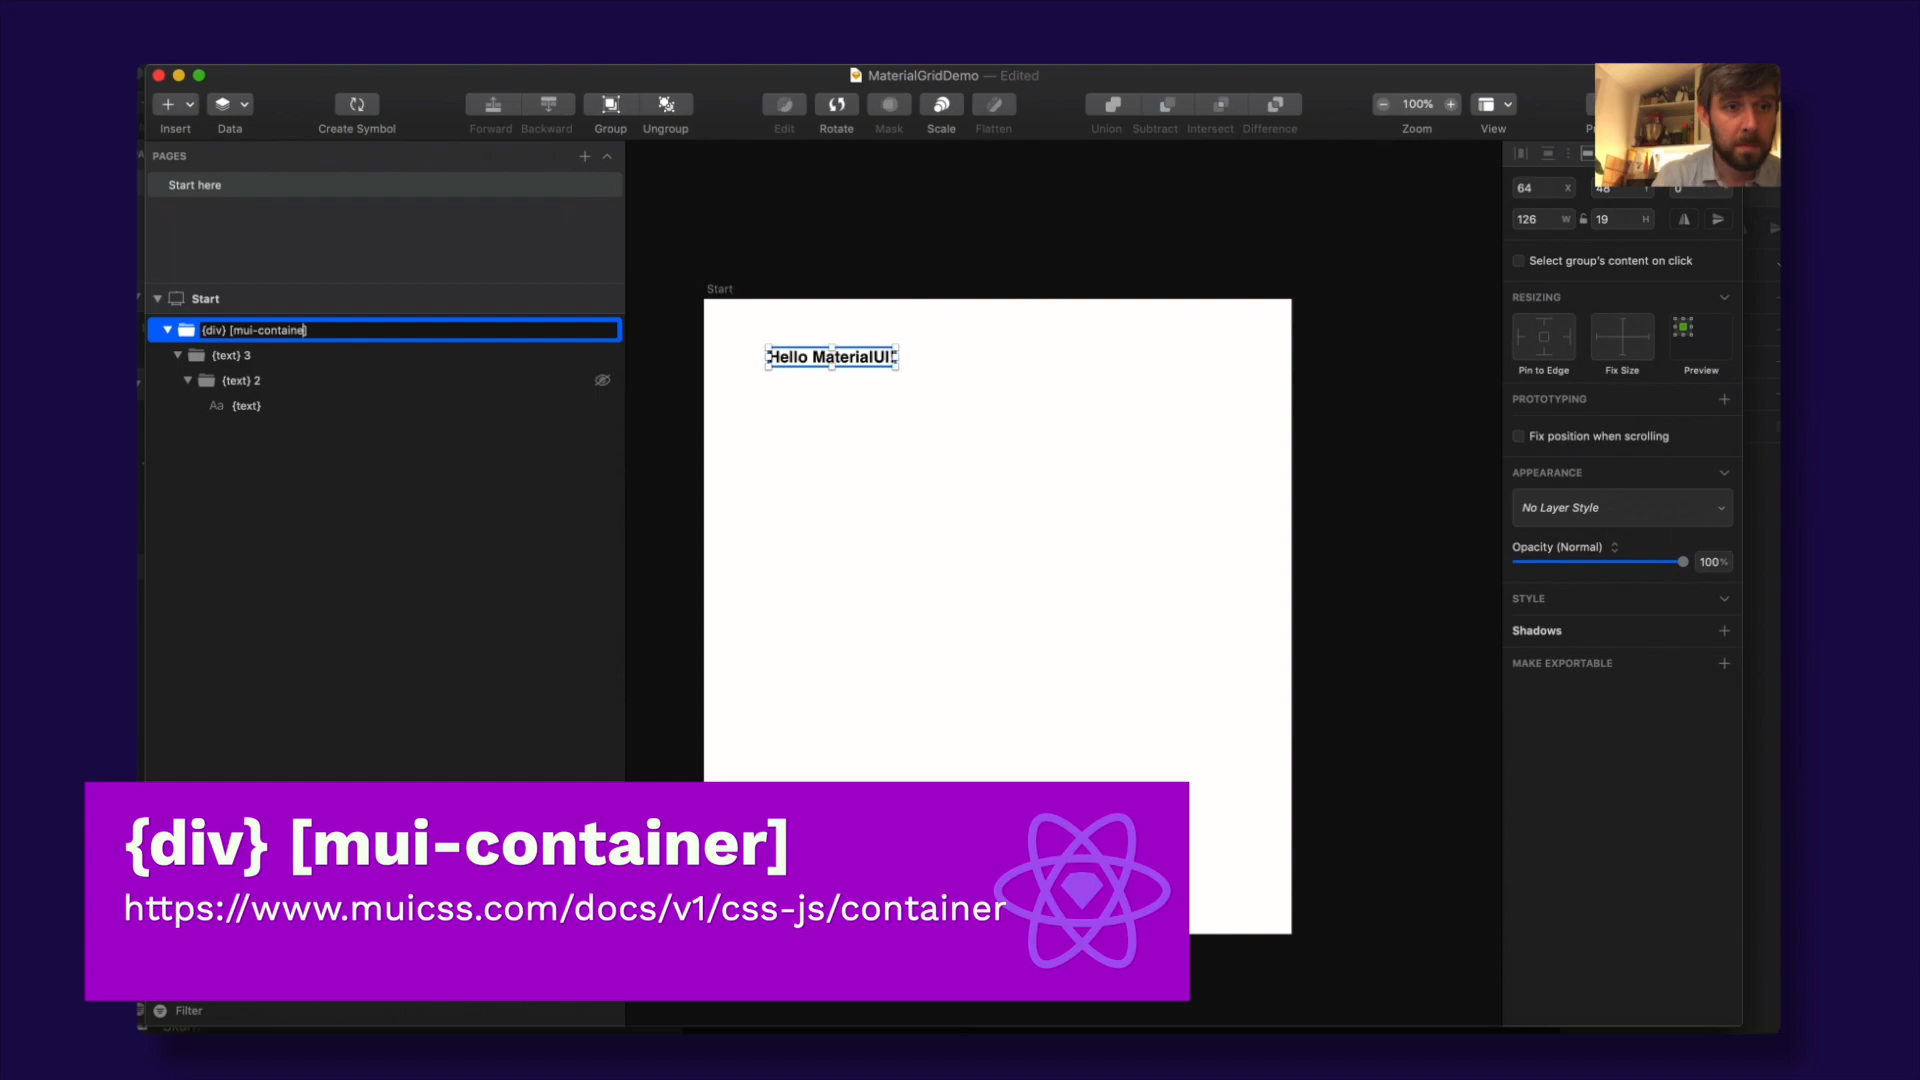 MaterialGridDemo — Edited
Insert
Data
Create Symbol
Forward
Backward
Group
Ungroup
Edit
Rotate
Mask
Scale
Flatten
Union
Subtract
Intersect
Difference
100%
Zoom
View
PAGES
Start here
Start
{div} [mui-containe]
{text} 3
{text} 2
Aa {text}
Start
Hello MaterialUI!
64 X
48 Y
0
126 W
19 H
Select group's content on click
RESIZING
Pin to Edge
Fix Size
Preview
PROTOTYPING
Fix position when scrolling
APPEARANCE
No Layer Style
Opacity (Normal)
100%
STYLE
Shadows
MAKE EXPORTABLE
{div} [mui-container]
https://www.muicss.com/docs/v1/css-js/container
Filter